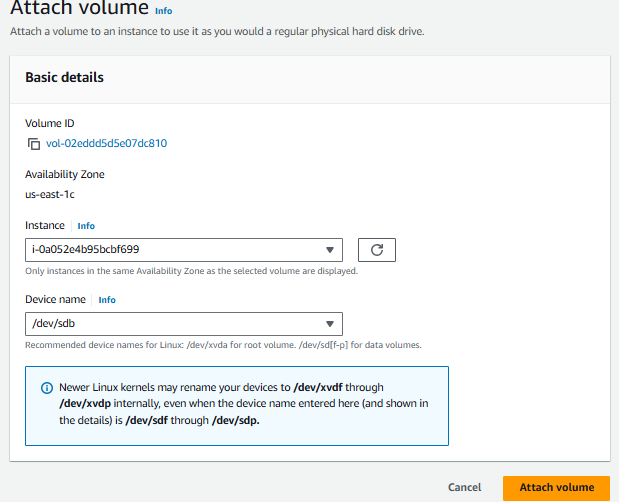 Attach volume Info
Attach a volume to an instance to use it as you would a regular physical hard disk drive.
Basic details
Volume ID
vol-02eddd5d5e07dc810
Availability Zone
us-east-1c
Instance Info
i-0a052e4b95bcbf699
Only instances in the same Availability Zone as the selected volume are displayed.
Device name Info
/dev/sdb
Recommended device names for Linux: /dev/xvda for root volume. /dev/sd[f-p] for data volumes.
Newer Linux kernels may rename your devices to /dev/xvdf through
/dev/xvdp internally, even when the device name entered here (and shown in
the details) is /dev/sdf through /dev/sdp.
Cancel Attach volume